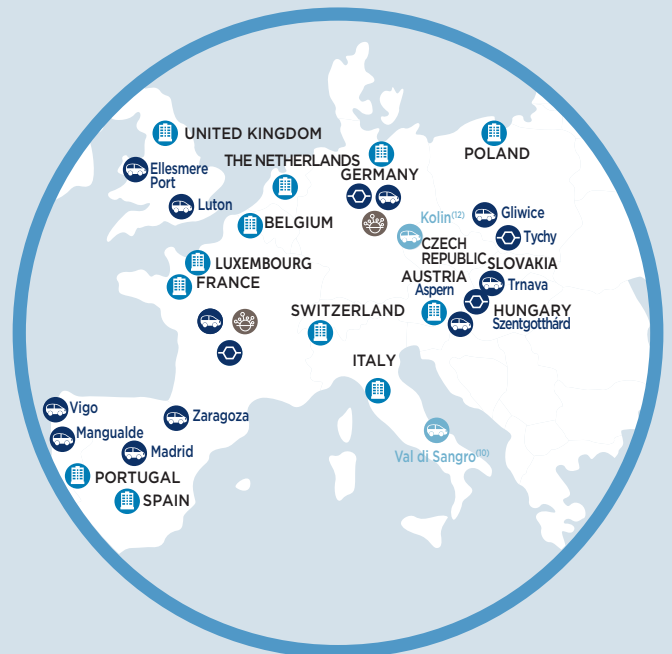 UNITED KINGDOM
THE NETHERLANDS
GERMANY
POLAND
Ellesmere
Port
Luton
BELGIUM
Kolin(12)
Gliwice
Tychy
CZECH
REPUBLIC
SLOVAKIA
LUXEMBOURG
FRANCE
AUSTRIA
Aspern
Trnava
SWITZERLAND
HUNGARY
Szentgotthárd
ITALY
Vigo
Zaragoza
Mangualde
Madrid
Val di Sangro(10)
PORTUGAL
SPAIN